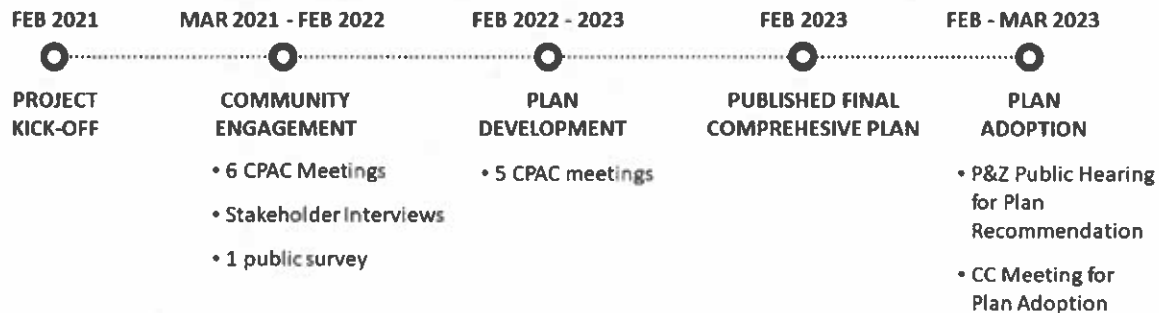 FEB 2021
MAR 2021 - FEB 2022
FEB 2022 - 2023
FEB 2023
FEB - MAR 2023
PROJECT
KICK-OFF
COMMUNITY
ENGAGEMENT
• 6 CPAC Meetings
• Stakeholder Interviews
• 1 public survey
PLAN
DEVELOPMENT
• 5 CPAC meetings
PUBLISHED FINAL
COMPREHESIVE PLAN
PLAN
ADOPTION
• P&Z Public Hearing
for Plan
Recommendation
• CC Meeting for
Plan Adoption